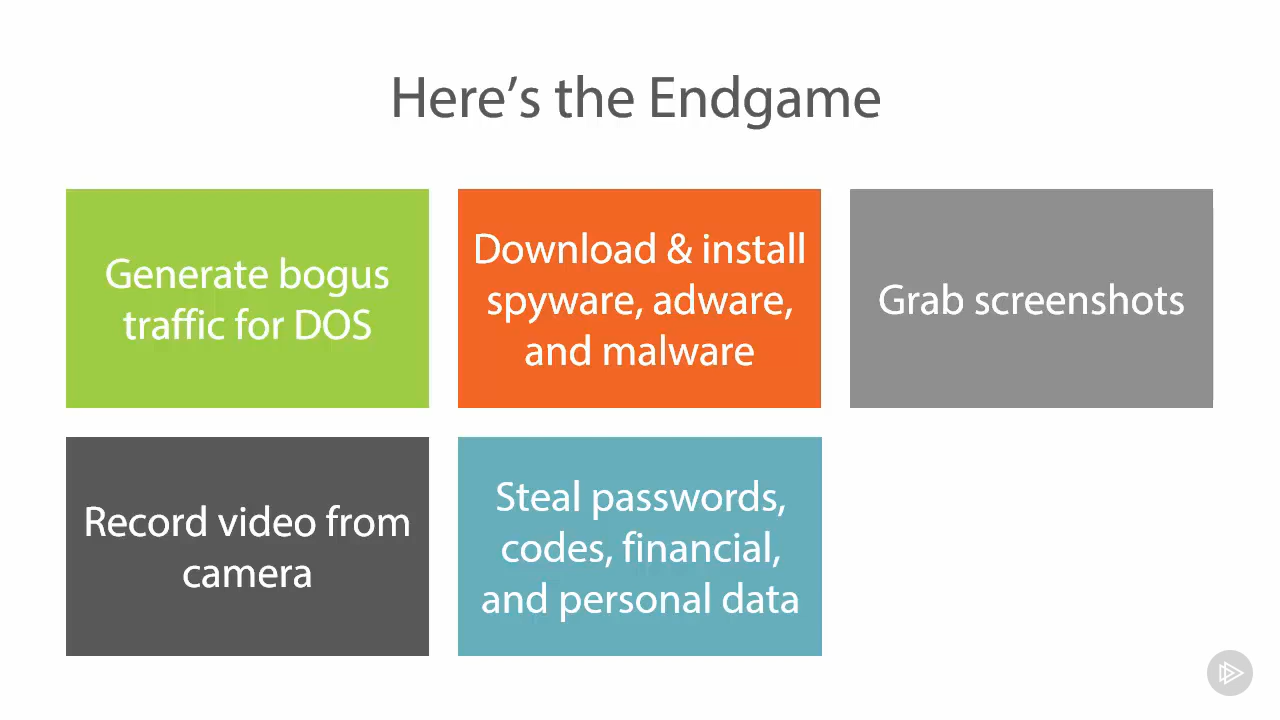 Here’s the Endgame
Generate bogus
traffic for DOS
Download & install
spyware, adware,
and malware
Grab screenshots
Record video from
camera
Steal passwords,
codes, financial,
and personal data